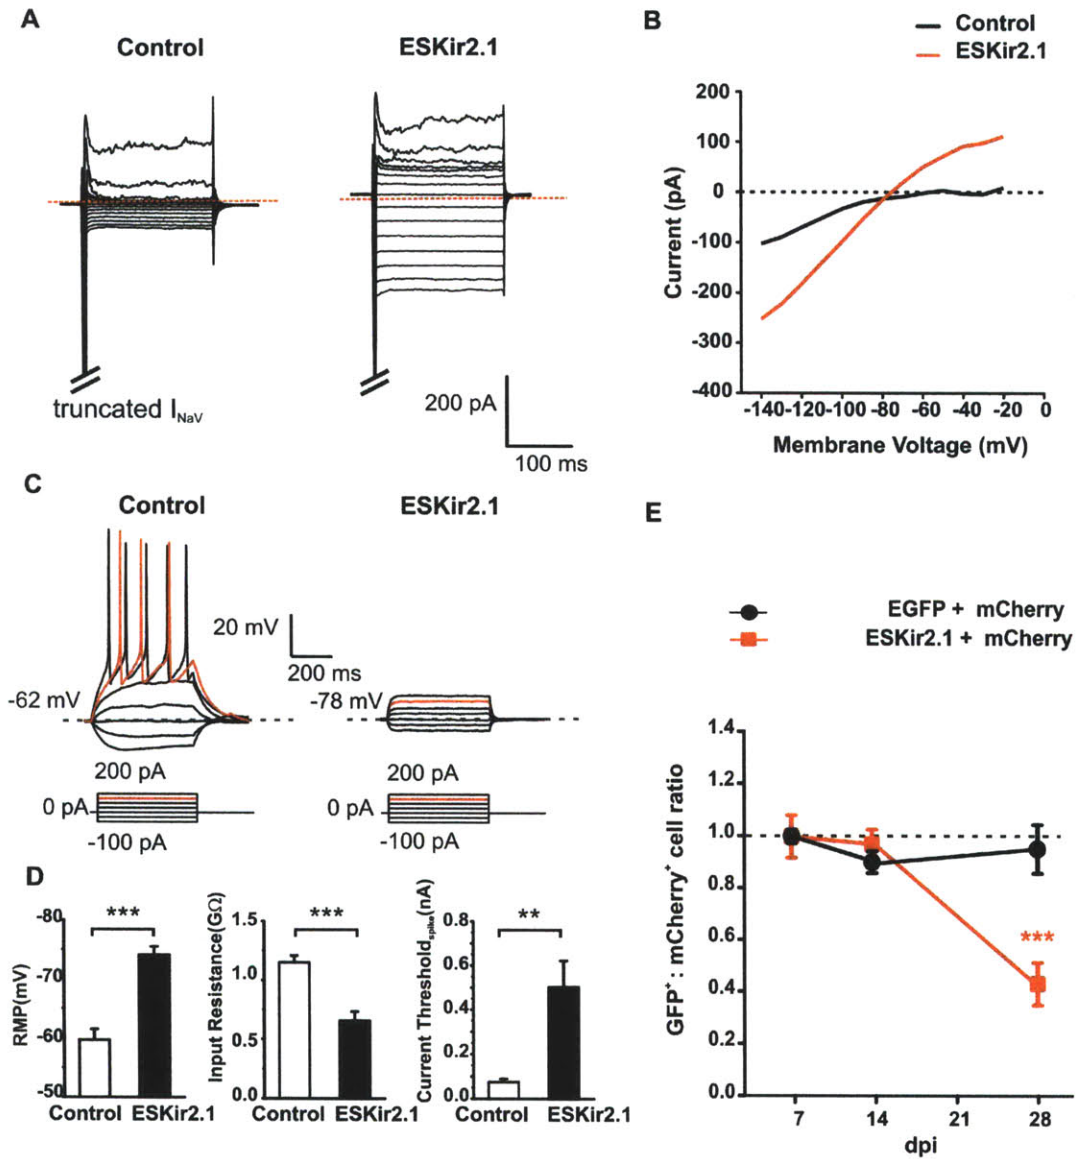 A
Control
ESKir2.1
truncated I_NaV
200 pA
100 ms
B
Control
ESKir2.1
Current (pA)
200
100
0
-100
-200
-300
-400
-140 -120 -100 -80 -60 -40 -20 0
Membrane Voltage (mV)
C
Control
ESKir2.1
20 mV
200 ms
-62 mV
-78 mV
200 pA
0 pA
-100 pA
200 pA
0 pA
-100 pA
D
RMP(mV)
-80
-70
-60
-50
***
Control ESKir2.1
Input Resistance(GΩ)
1.5
1.0
0.5
0.0
***
Control ESKir2.1
Current Threshold_spike(nA)
0.8
0.6
0.4
0.2
0.0
**
Control ESKir2.1
E
EGFP + mCherry
ESKir2.1 + mCherry
GFP⁺ : mCherry⁺ cell ratio
1.4
1.2
1.0
0.8
0.6
0.4
0.2
0.0
***
7 14 21 28
dpi